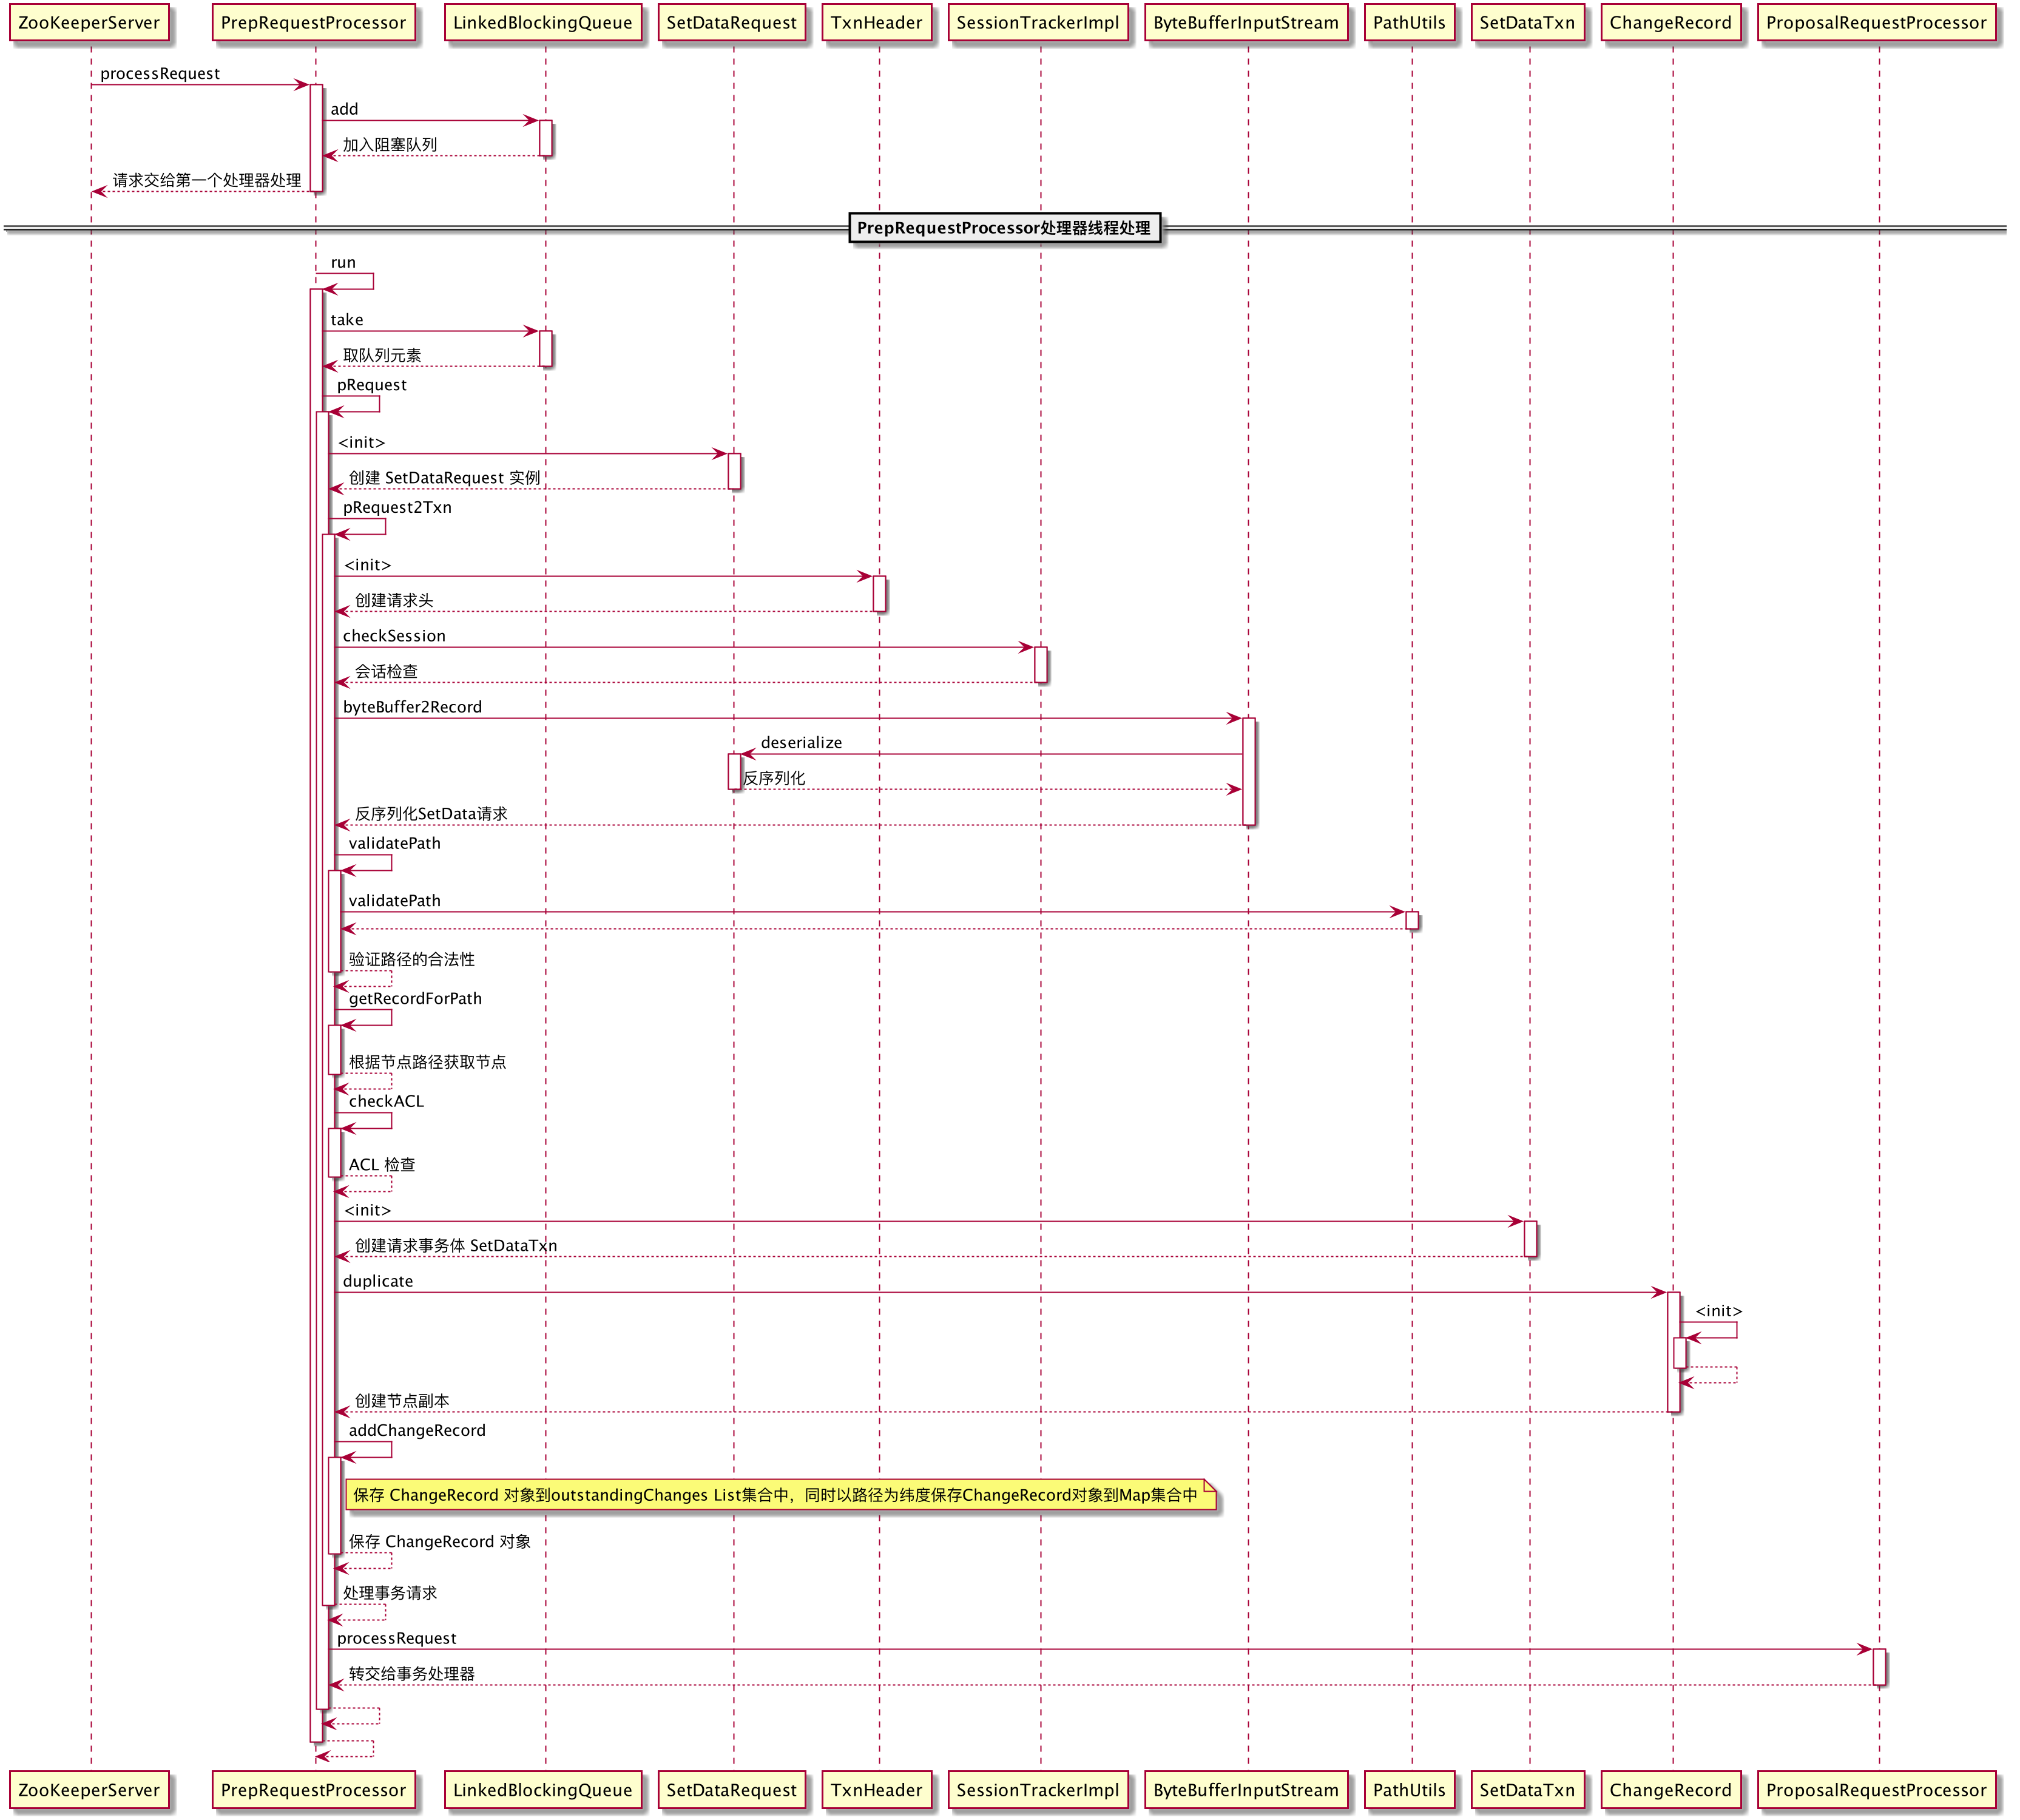 ZooKeeperServer
PrepRequestProcessor
LinkedBlockingQueue
SetDataRequest
TxnHeader
SessionTrackerImpl
ByteBufferInputStream
PathUtils
SetDataTxn
ChangeRecord
ProposalRequestProcessor
processRequest
add
加入阻塞队列
请求交给第一个处理器处理
PrepRequestProcessor处理器线程处理
run
take
取队列元素
pRequest
<init>
创建 SetDataRequest 实例
pRequest2Txn
<init>
创建请求头
checkSession
会话检查
byteBuffer2Record
deserialize
反序列化
反序列化SetData请求
validatePath
validatePath
验证路径的合法性
getRecordForPath
根据节点路径获取节点
checkACL
ACL 检查
<init>
创建请求事务体 SetDataTxn
duplicate
<init>
创建节点副本
addChangeRecord
保存 ChangeRecord 对象到outstandingChanges List集合中，同时以路径为纬度保存ChangeRecord对象到Map集合中
保存 ChangeRecord 对象
处理事务请求
processRequest
转交给事务处理器
ZooKeeperServer
PrepRequestProcessor
LinkedBlockingQueue
SetDataRequest
TxnHeader
SessionTrackerImpl
ByteBufferInputStream
PathUtils
SetDataTxn
ChangeRecord
ProposalRequestProcessor